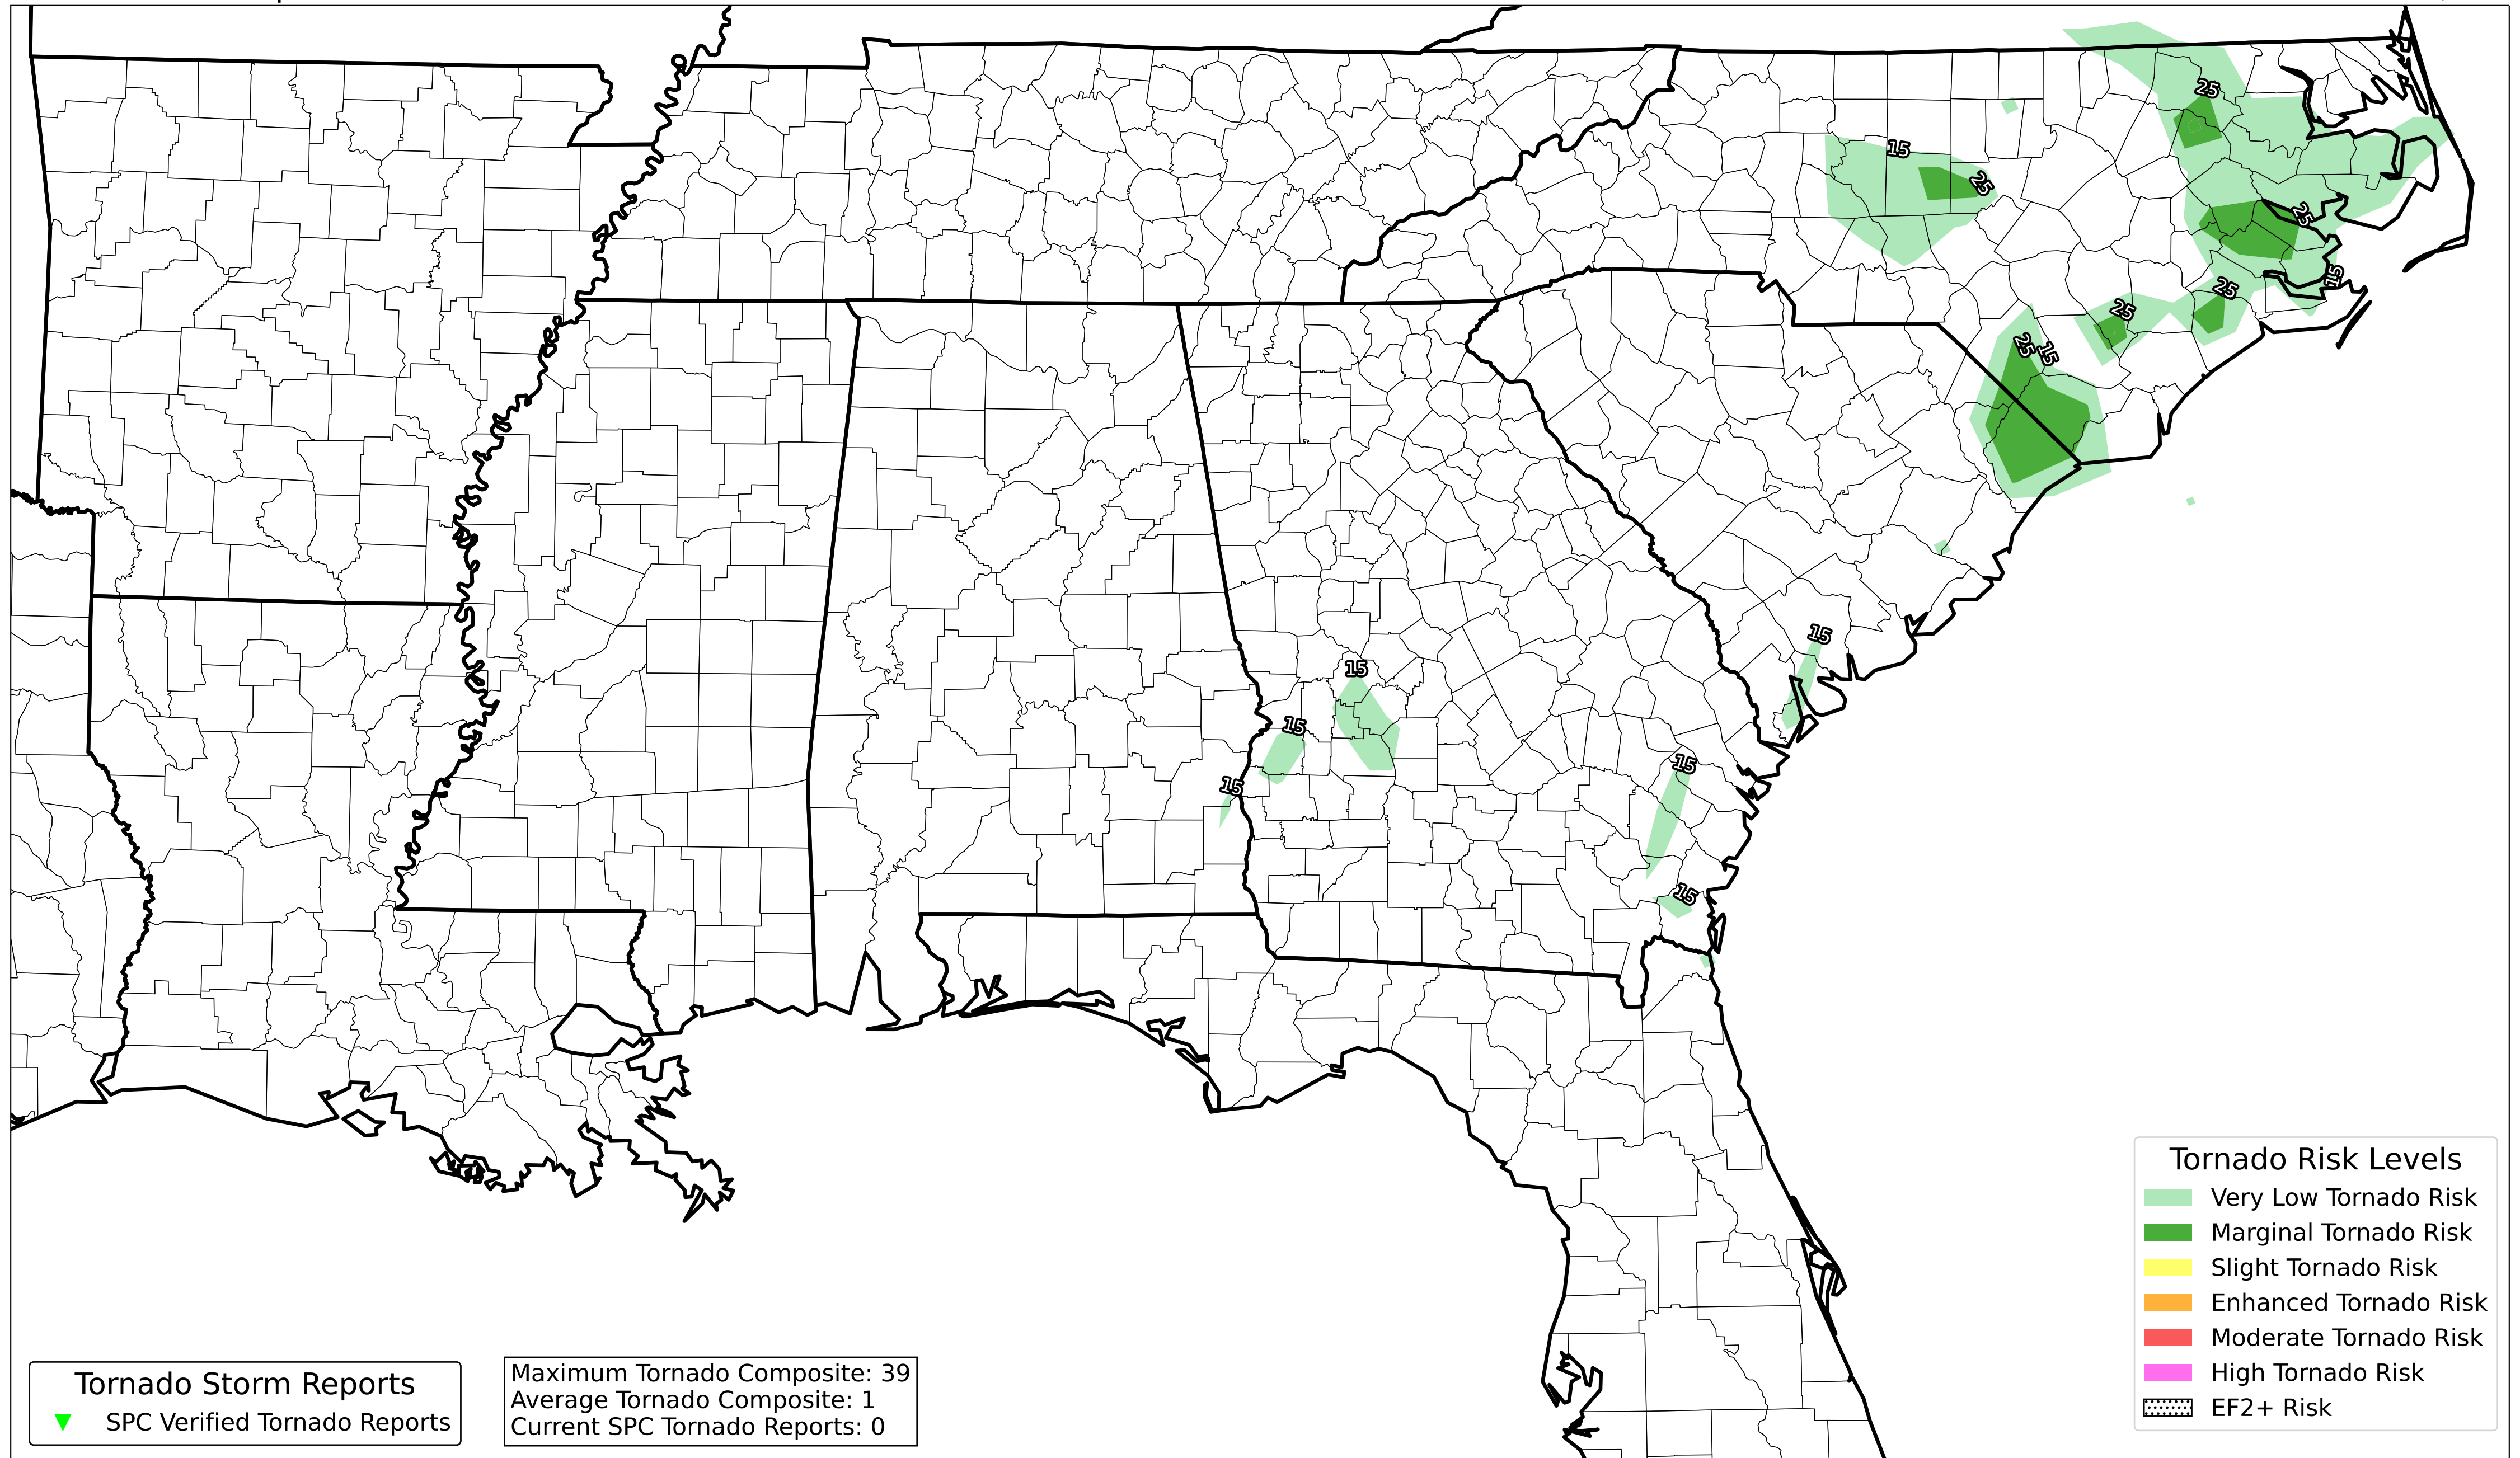 25
15
25
25
15
25
25
25
15
15
15
15
15
15
15
Tornado Risk Levels
Very Low Tornado Risk
Marginal Tornado Risk
Slight Tornado Risk
Enhanced Tornado Risk
Moderate Tornado Risk
High Tornado Risk
EF2+ Risk
Tornado Storm Reports
SPC Verified Tornado Reports
Maximum Tornado Composite: 39
Average Tornado Composite: 1
Current SPC Tornado Reports: 0